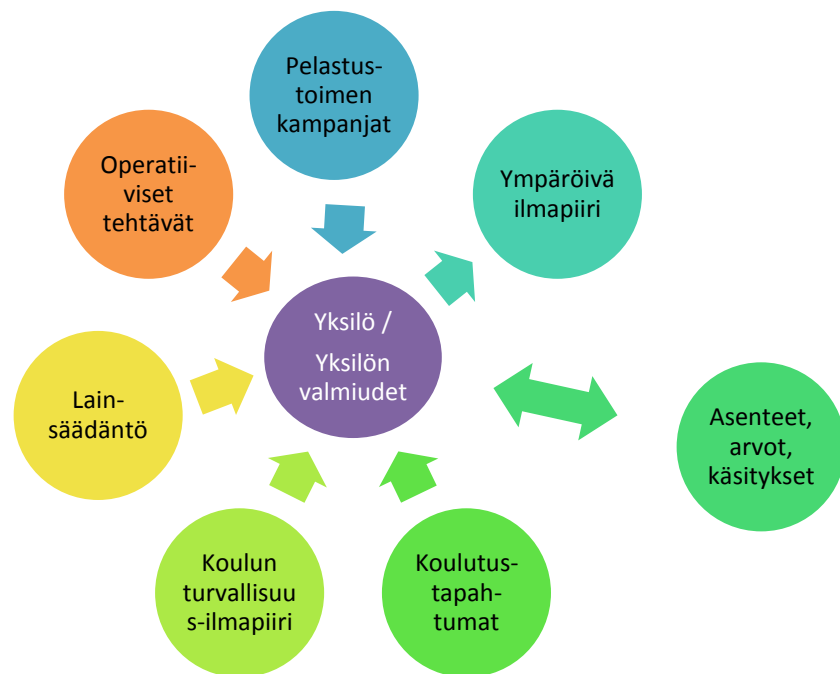 Pelastus-
toimen
kampanjat
Operatii-
viset
tehtävät
Ympäröivä
ilmapiiri
Yksilö /
Yksilön
valmiudet
Lain-
säädäntö
Asenteet,
arvot,
käsitykset
Koulun
turvallisuu
s-ilmapiiri
Koulutus-
tapah-
tumat